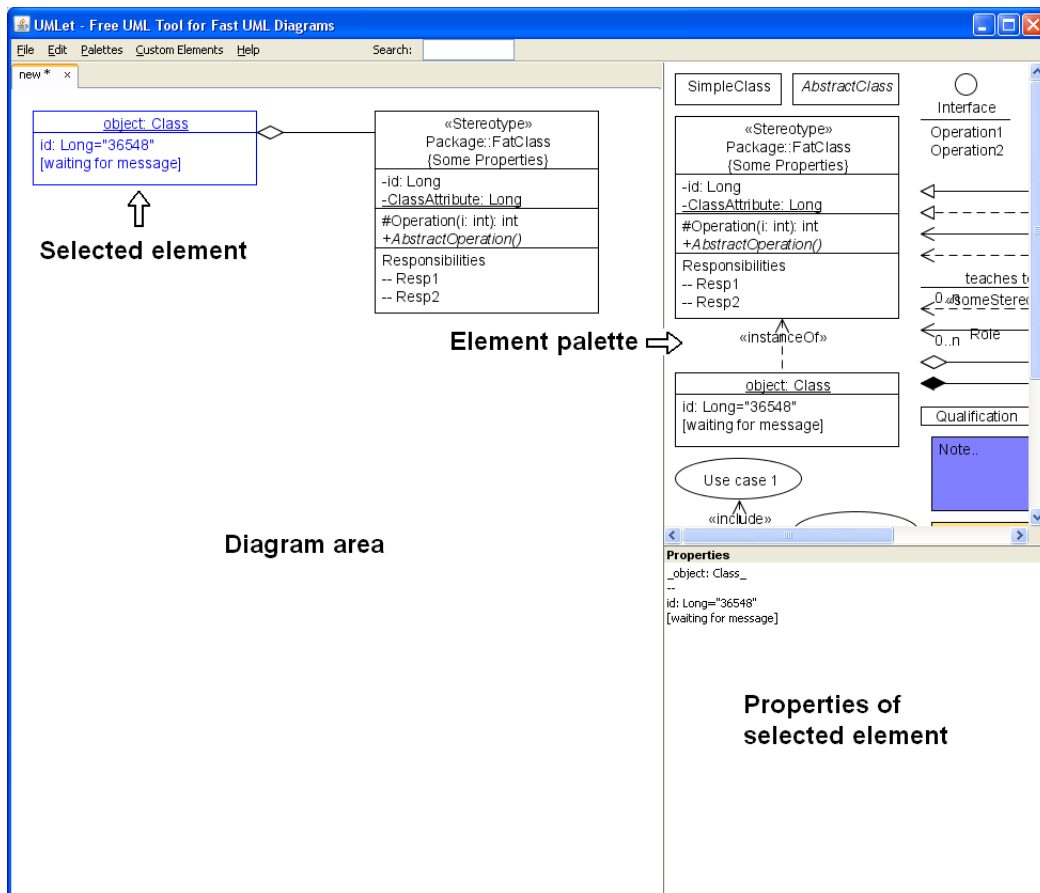 UMLet - Free UML Tool for Fast UML Diagrams
File Edit Palettes Custom Elements Help Search:
new * x
object: Class
id: Long="36548"
[waiting for message]
Selected element
«Stereotype»
Package::FatClass
{Some Properties}
-id: Long
-ClassAttribute: Long
#Operation(i: int): int
+AbstractOperation()
Responsibilities
-- Resp1
-- Resp2
Diagram area
Element palette
SimpleClass
AbstractClass
«Stereotype»
Package::FatClass
{Some Properties}
-id: Long
-ClassAttribute: Long
#Operation(i: int): int
+AbstractOperation()
Responsibilities
-- Resp1
-- Resp2
«instanceOf»
object: Class
id: Long="36548"
[waiting for message]
Use case 1
«include»
Interface
Operation1
Operation2
teaches to
0..n
«someStereo
0..n
Role
Qualification
Note..
Properties
_object: Class_
--
id: Long="36548"
[waiting for message]
Properties of
selected element